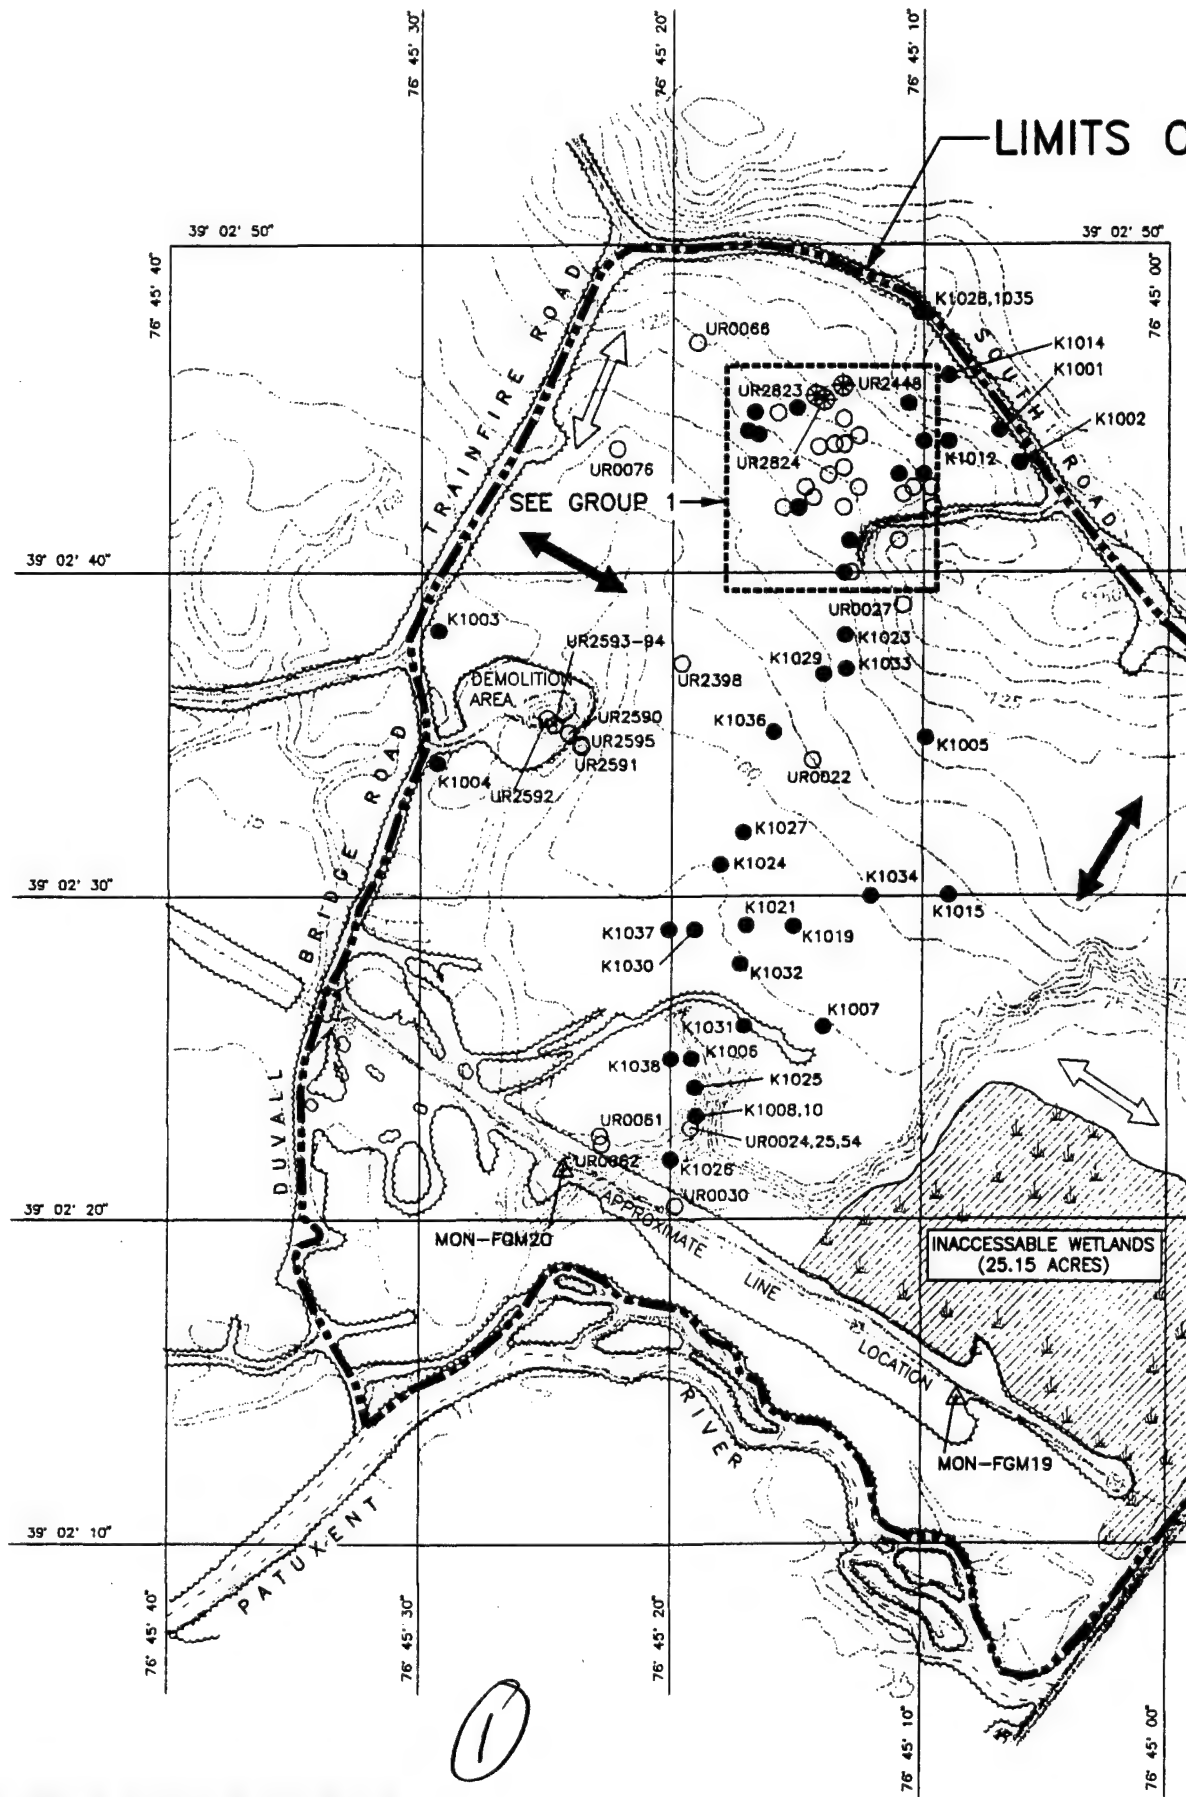 76° 45' 30"
76° 45' 20"
76° 45' 10"
LIMITS O
39° 02' 50"
39° 02' 50"
76° 45' 40"
76° 45' 00"
TRAINFIRE ROAD
SOUTH ROAD
K1028,1035
UR0066
K1014
K1001
UR2823
UR2448
K1002
UR2824
K1012
UR0076
SEE GROUP 1
39° 02' 40"
UR0027
K1003
UR2593-94
K1023
K1029
K1033
DEMOLITION
AREA
UR2398
UR2590
K1036
UR2595
K1005
UR2591
UR0022
K1004
UR2592
DUVALL BRIDGE ROAD
100
125
K1027
K1024
K1034
39° 02' 30"
K1015
K1021
K1037
K1019
K1030
K1032
K1007
K1031
K1006
K1038
K1025
K1008,10
UR0061
UR0024,25,54
UR0062
K1026
UR0030
39° 02' 20"
MON-FGM20
APPROXIMATE LINE LOCATION
INACCESSABLE WETLANDS
(25.15 ACRES)
MON-FGM19
PATUXENT RIVER
39° 02' 10"
76° 45' 40"
76° 45' 30"
76° 45' 20"
76° 45' 10"
76° 45' 00"
1